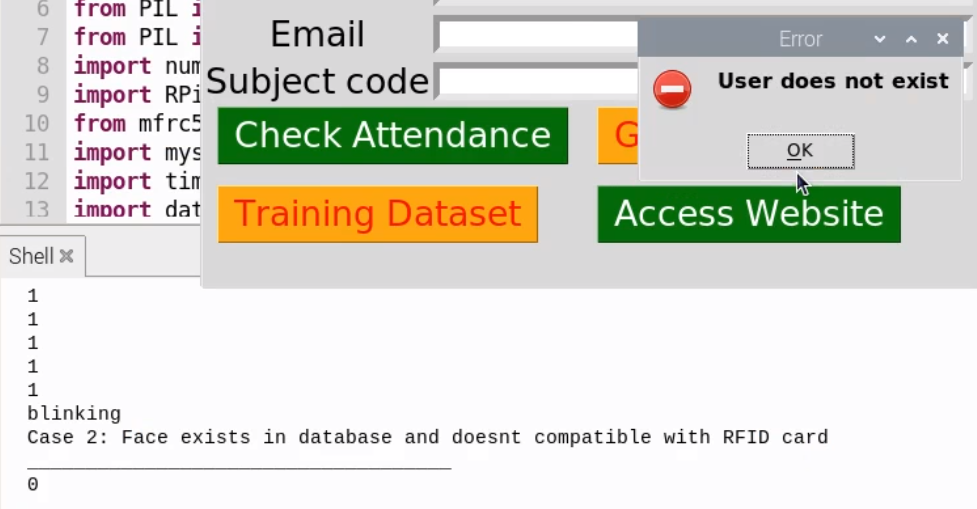 6 from PIL i
7 from PIL i
8 import num
9 import RPi
10 from mfrc5
11 import mys
12 import tim
13 import dat
Email
Subject code
Error
User does not exist
OK
Check Attendance
G
Training Dataset
Access Website
Shell
1
1
1
1
1
blinking
Case 2: Face exists in database and doesnt compatible with RFID card
0